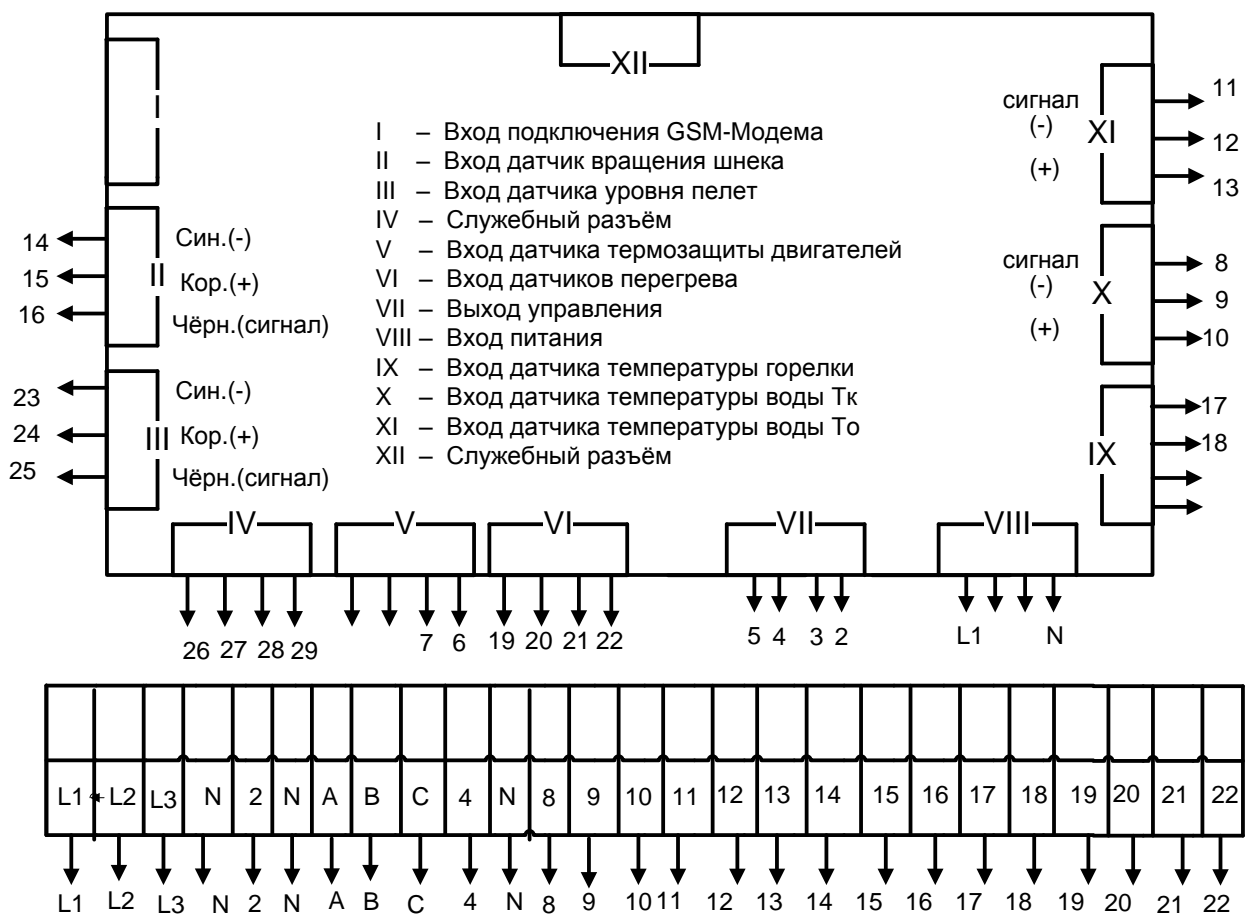 XII
I
I – Вход подключения GSM-Модема
II – Вход датчик вращения шнека
III – Вход датчика уровня пелет
IV – Служебный разъём
V – Вход датчика термозащиты двигателей
VI – Вход датчиков перегрева
VII – Выход управления
VIII – Вход питания
IX – Вход датчика температуры горелки
X – Вход датчика температуры воды Тк
XI – Вход датчика температуры воды То
XII – Служебный разъём
сигнал
(-)
(+)
XI
11
12
13
14
15
16
II
Син.(-)
Кор.(+)
Чёрн.(сигнал)
сигнал
(-)
(+)
X
8
9
10
23
24
25
III
Син.(-)
Кор.(+)
Чёрн.(сигнал)
IX
17
18
IV V VI VII VIII
26 27 28 29 7 6 19 20 21 22 5 4 3 2 L1 N
L1 L2 L3 N 2 N A B C 4 N 8 9 10 11 12 13 14 15 16 17 18 19 20 21 22
L1 L2 L3 N 2 N A B C 4 N 8 9 10 11 12 13 14 15 16 17 18 19 20 21 22